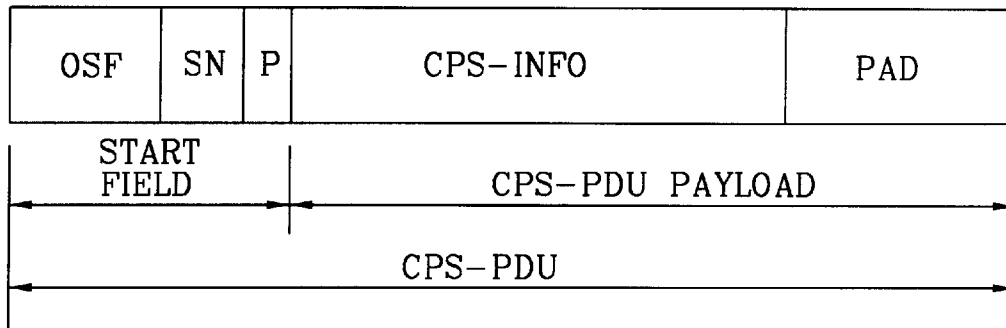 OSF SN P CPS-INFO PAD
START
FIELD
CPS-PDU PAYLOAD
CPS-PDU